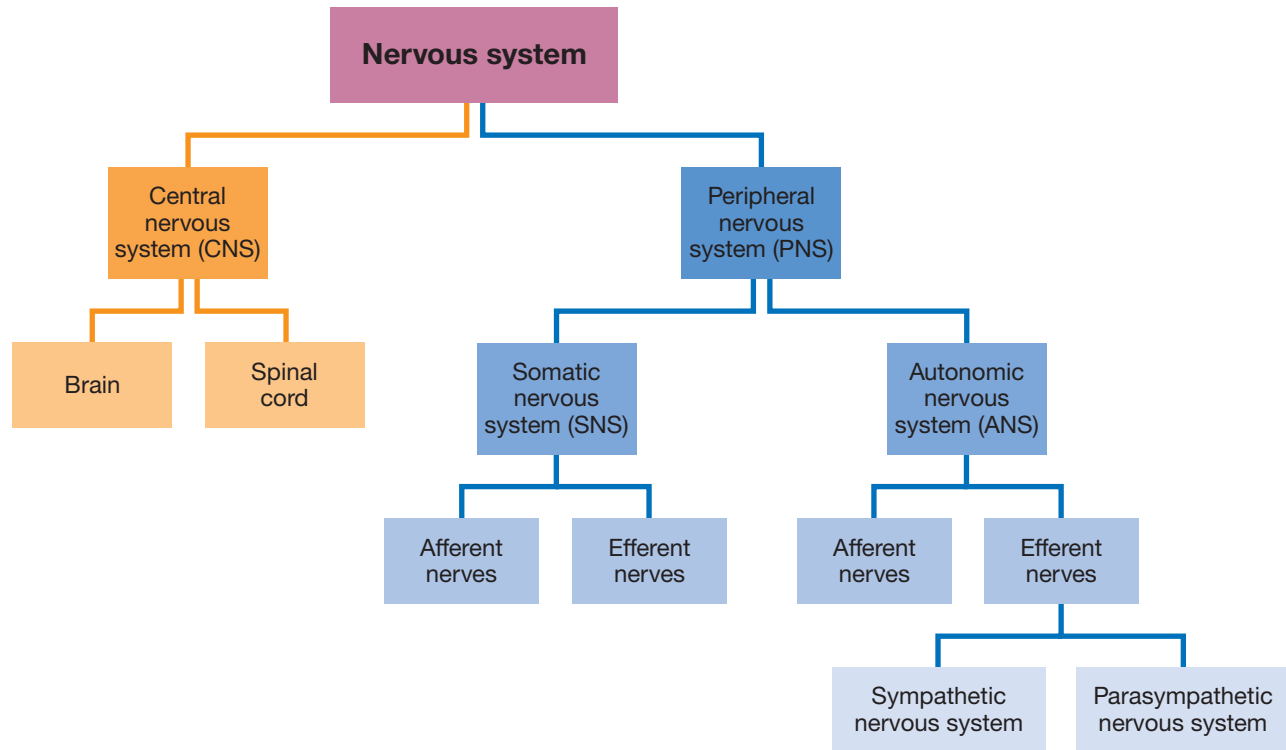 Nervous system
Central
nervous
system (CNS)
Peripheral
nervous
system (PNS)
Brain
Spinal
cord
Somatic
nervous
system (SNS)
Autonomic
nervous
system (ANS)
Afferent
nerves
Efferent
nerves
Afferent
nerves
Efferent
nerves
Sympathetic
nervous system
Parasympathetic
nervous system